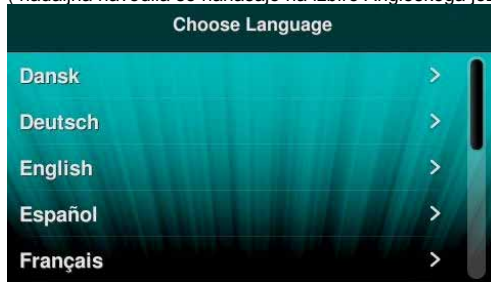 Choose Language
Dansk
Deutsch
English
Español
Français